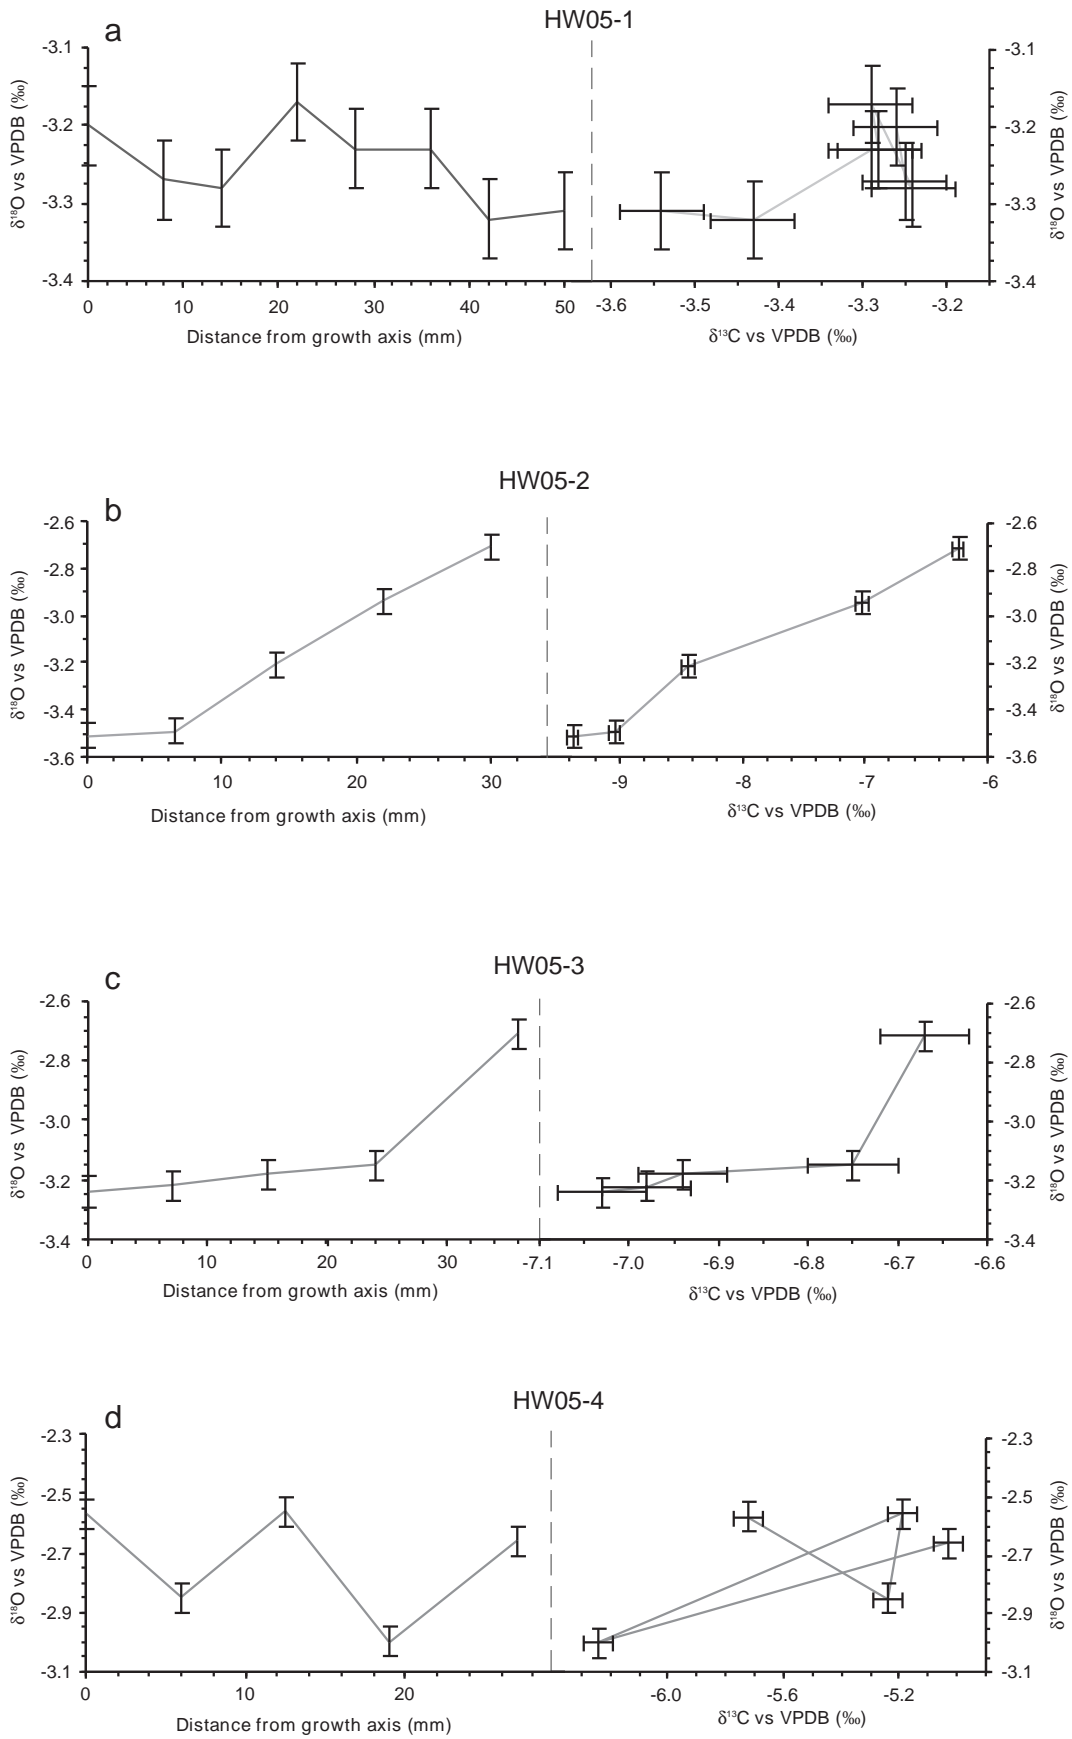 HW05-1
a
-3.1
-3.2
-3.3
-3.4
δ¹⁸O vs VPDB (‰)
0 10 20 30 40 50
Distance from growth axis (mm)
-3.6 -3.5 -3.4 -3.3 -3.2
δ¹³C vs VPDB (‰)
-3.1
-3.2
-3.3
-3.4
δ¹⁸O vs VPDB (‰)
HW05-2
b
-2.6
-2.8
-3.0
-3.2
-3.4
-3.6
δ¹⁸O vs VPDB (‰)
0 10 20 30
Distance from growth axis (mm)
-9 -8 -7 -6
δ¹³C vs VPDB (‰)
-2.6
-2.8
-3.0
-3.2
-3.4
-3.6
δ¹⁸O vs VPDB (‰)
HW05-3
c
-2.6
-2.8
-3.0
-3.2
-3.4
δ¹⁸O vs VPDB (‰)
0 10 20 30
Distance from growth axis (mm)
-7.1 -7.0 -6.9 -6.8 -6.7 -6.6
δ¹³C vs VPDB (‰)
-2.6
-2.8
-3.0
-3.2
-3.4
δ¹⁸O vs VPDB (‰)
HW05-4
d
-2.3
-2.5
-2.7
-2.9
-3.1
δ¹⁸O vs VPDB (‰)
0 10 20
Distance from growth axis (mm)
-6.0 -5.6 -5.2
δ¹³C vs VPDB (‰)
-2.3
-2.5
-2.7
-2.9
-3.1
δ¹⁸O vs VPDB (‰)